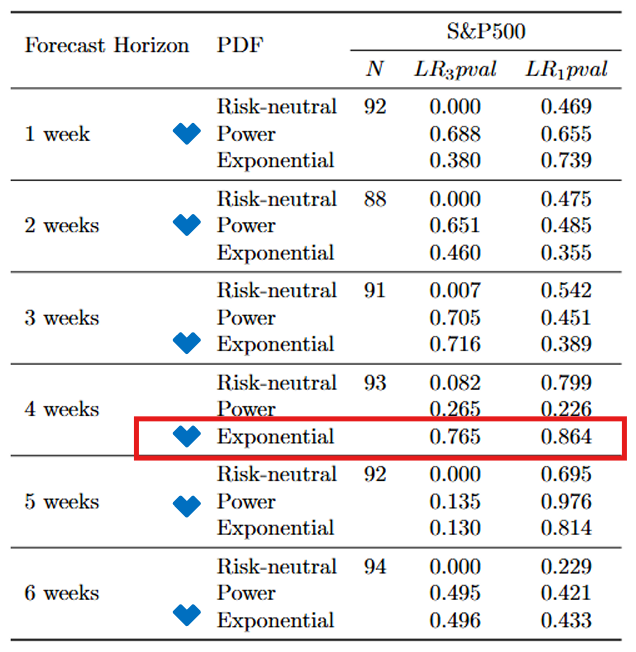 S&P500
Forecast Horizon PDF N LR₃pval LR₁pval
Risk-neutral 92 0.000 0.469
1 week Power 0.688 0.655
Exponential 0.380 0.739
Risk-neutral 88 0.000 0.475
2 weeks Power 0.651 0.485
Exponential 0.460 0.355
Risk-neutral 91 0.007 0.542
3 weeks Power 0.705 0.451
Exponential 0.716 0.389
Risk-neutral 93 0.082 0.799
4 weeks Power 0.265 0.226
Exponential 0.765 0.864
Risk-neutral 92 0.000 0.695
5 weeks Power 0.135 0.976
Exponential 0.130 0.814
Risk-neutral 94 0.000 0.229
6 weeks Power 0.495 0.421
Exponential 0.496 0.433